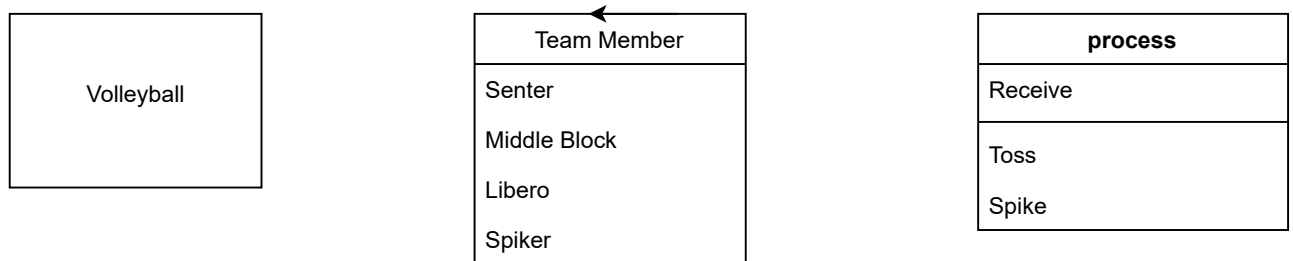 Volleyball
Team Member
Senter
Middle Block
Libero
Spiker
process
Receive
Toss
Spike